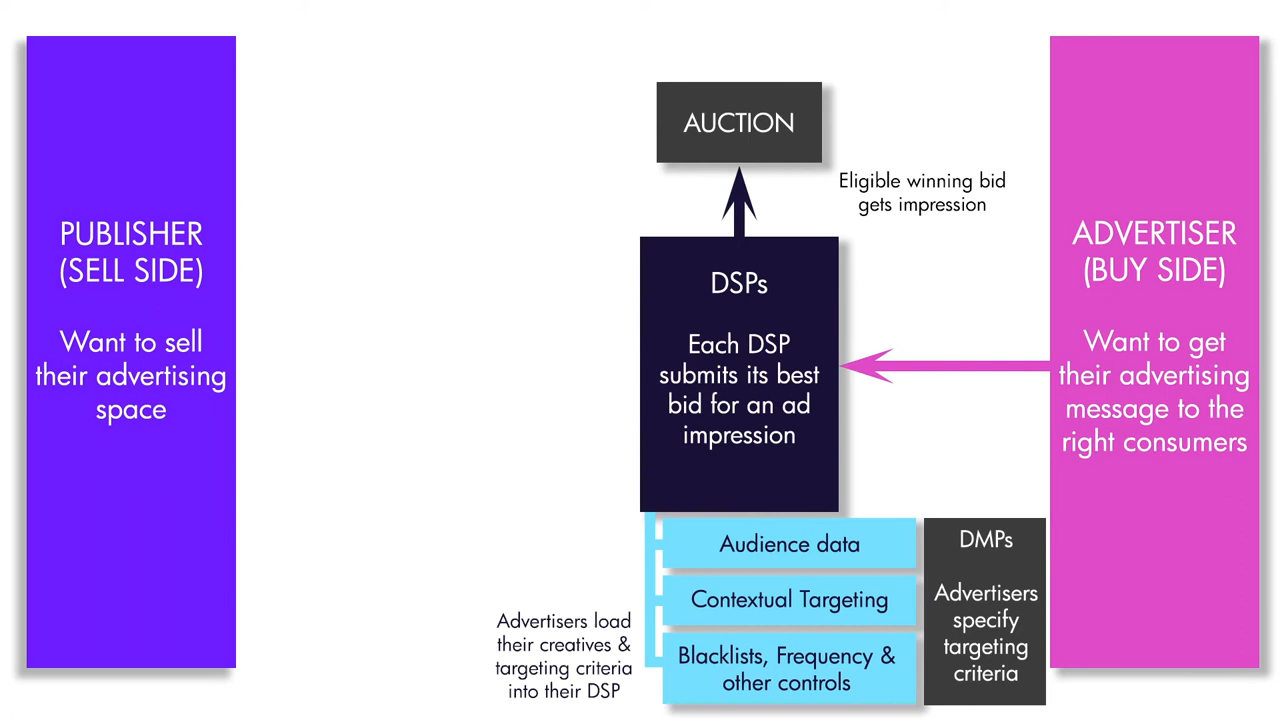 PUBLISHER
(SELL SIDE)
Want to sell
their advertising
space
AUCTION
Eligible winning bid
gets impression
DSPs
Each DSP
submits its best
bid for an ad
impression
Audience data
Contextual Targeting
Blacklists, Frequency &
other controls
Advertisers load
their creatives &
targeting criteria
into their DSP
DMPs
Advertisers
specify
targeting
criteria
ADVERTISER
(BUY SIDE)
Want to get
their advertising
message to the
right consumers